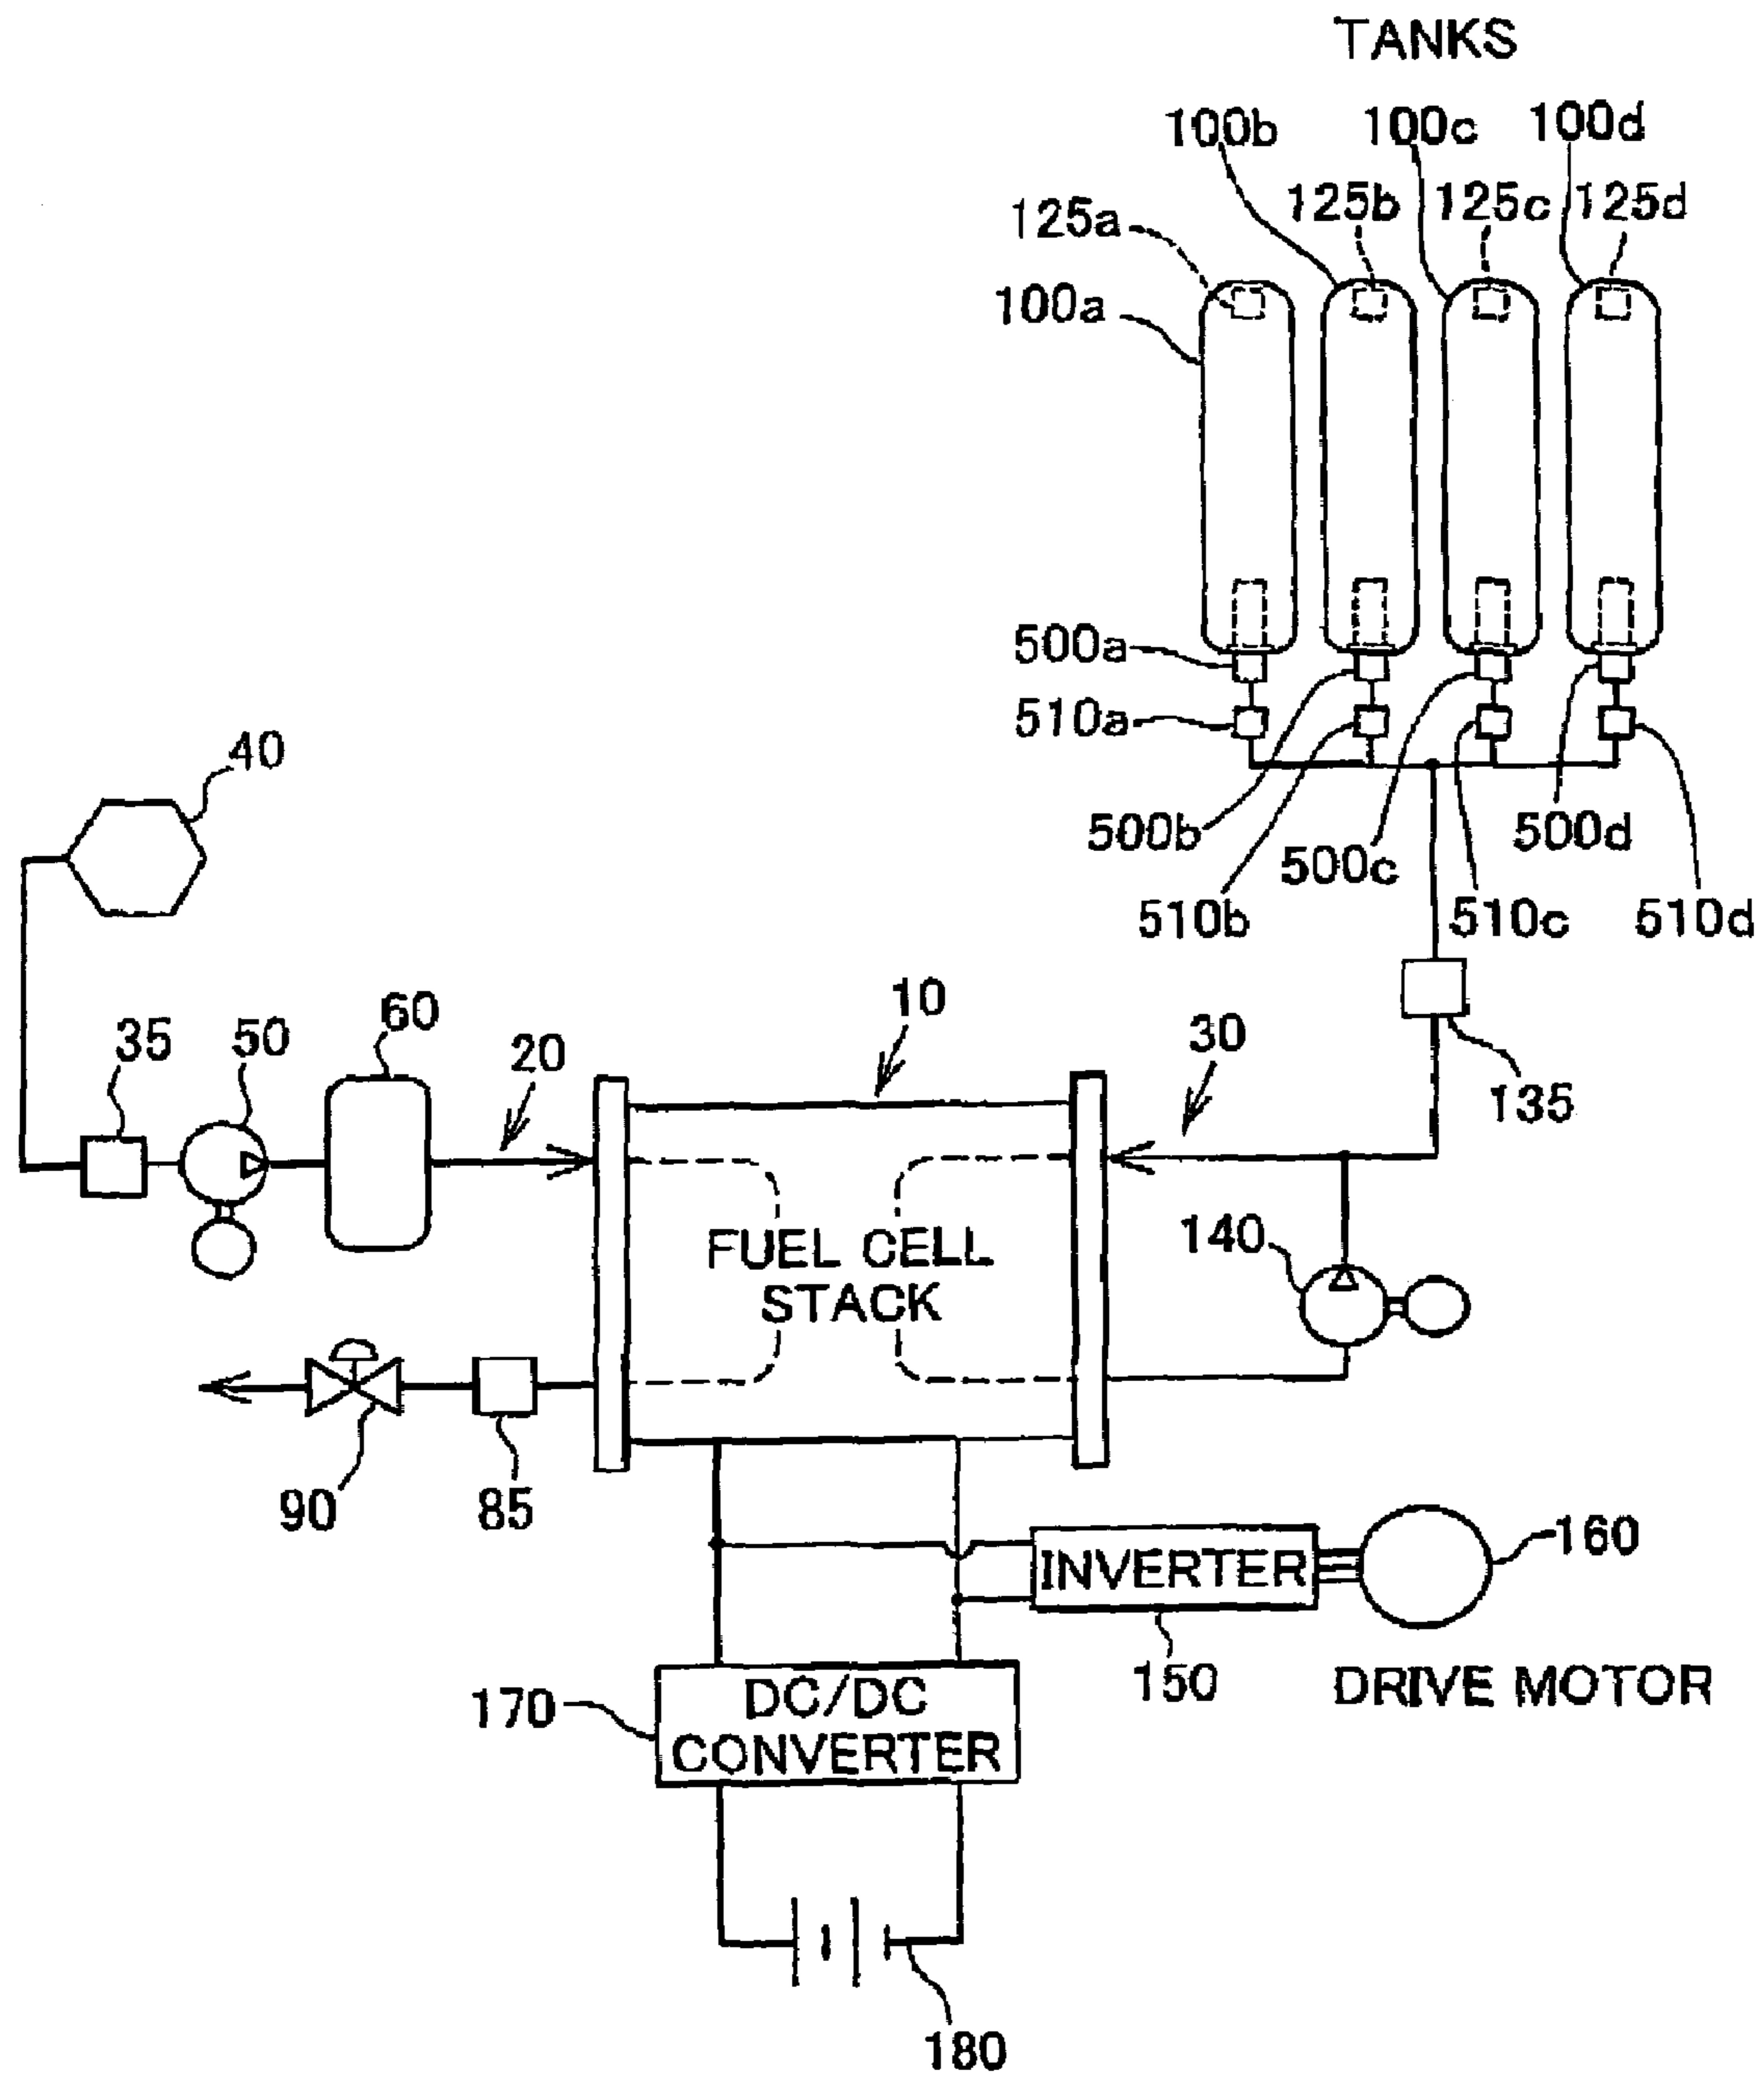 TANKS
100b
100c
100d
125a
125b
125c
125d
100a
500a
510a
40
500b
500c
500d
510b
510c
510d
10
60
35
50
20
30
135
140
FUEL CELL
STACK
90
85
INVERTER
160
150
DRIVE MOTOR
170
DC/DC
CONVERTER
180